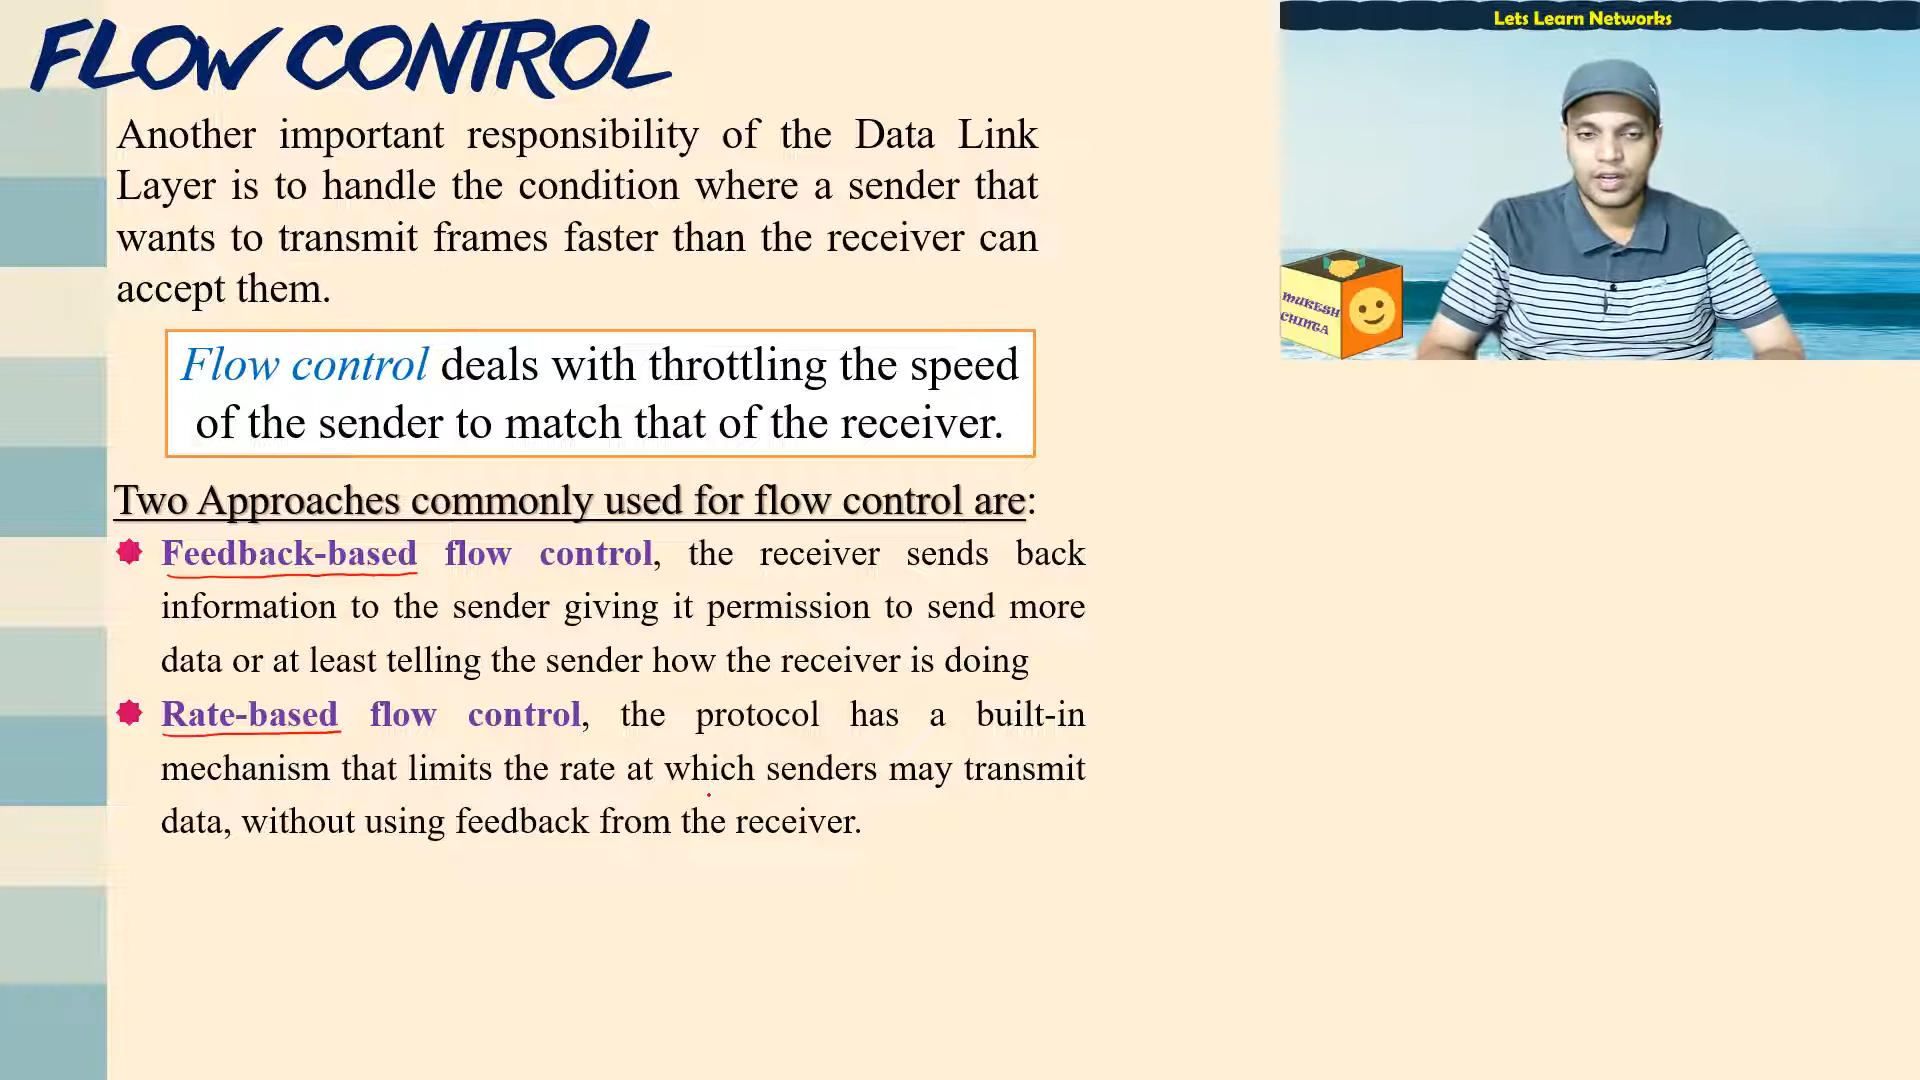 FLOW CONTROL
Lets Learn Networks
Another important responsibility of the Data Link
Layer is to handle the condition where a sender that
wants to transmit frames faster than the receiver can
accept them.
MUKESH
CHINTA
Flow control deals with throttling the speed
of the sender to match that of the receiver.
Two Approaches commonly used for flow control are:
Feedback-based flow control, the receiver sends back
information to the sender giving it permission to send more
data or at least telling the sender how the receiver is doing
Rate-based flow control, the protocol has a built-in
mechanism that limits the rate at which senders may transmit
data, without using feedback from the receiver.